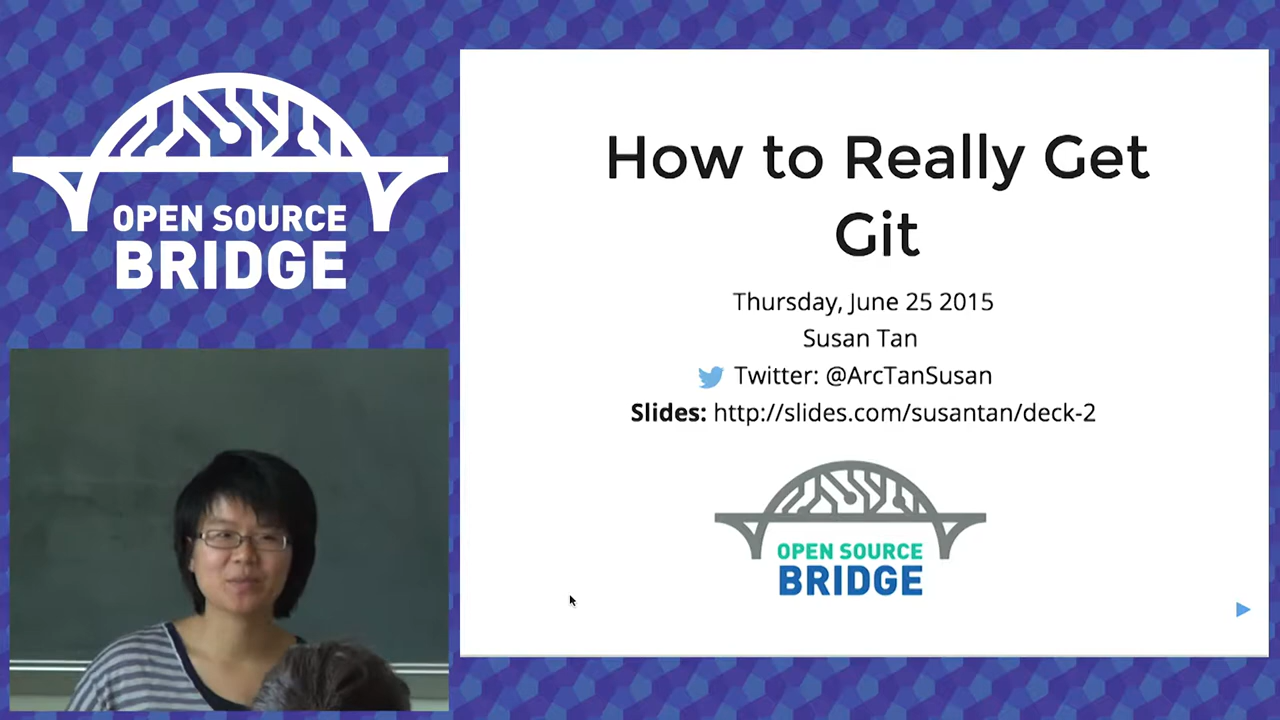 OPEN SOURCE
BRIDGE
How to Really Get
Git
Thursday, June 25 2015
Susan Tan
Twitter: @ArcTanSusan
Slides: http://slides.com/susantan/deck-2
OPEN SOURCE
BRIDGE